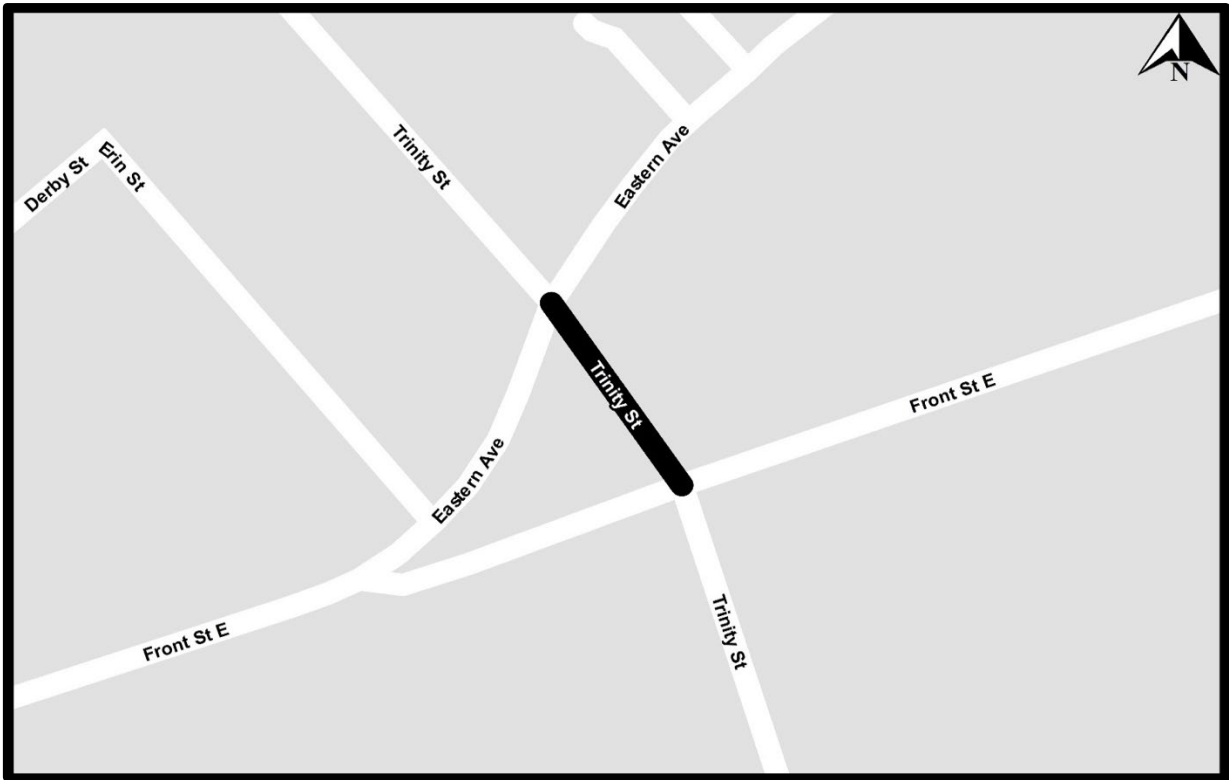 N
Trinity St
Eastern Ave
Derby St
Erin St
Trinity St
Front St E
Eastern Ave
Front St E
Trinity St